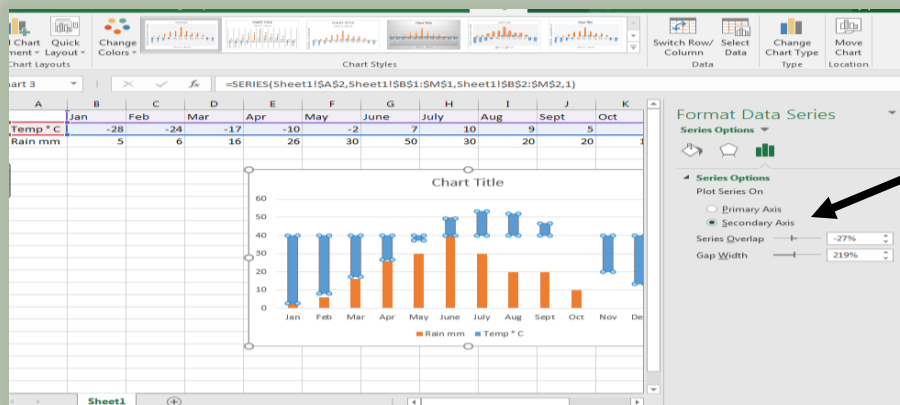 Chart Quick Change Switch Row/ Select Change Move
Layout Colors Column Data Chart Type Chart
Chart Layouts Chart Styles Data Type Location
art 3 fx =SERIES(Sheet1!$A$2,Sheet1!$B$1:$M$1,Sheet1!$B$2:$M$2,1)
A B C D E F G H I J K
Jan Feb Mar Apr May June July Aug Sept Oct
Temp ° C -28 -24 -17 -10 -2 7 10 9 5
Rain mm 5 6 16 26 30 50 30 20 20
Chart Title
60
50
40
30
20
10
0
Jan Feb Mar Apr May June July Aug Sept Oct Nov De
Rain mm Temp ° C
Sheet1
Format Data Series
Series Options
Series Options
Plot Series On
Primary Axis
Secondary Axis
Series Overlap -27%
Gap Width 219%